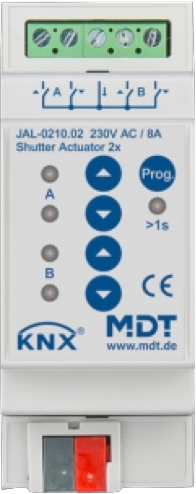 A B
JAL-0210.02 230V AC / 8A
Shutter Actuator 2x
Prog.
A
>1s
B
CE
KNX® MDT
www.mdt.de